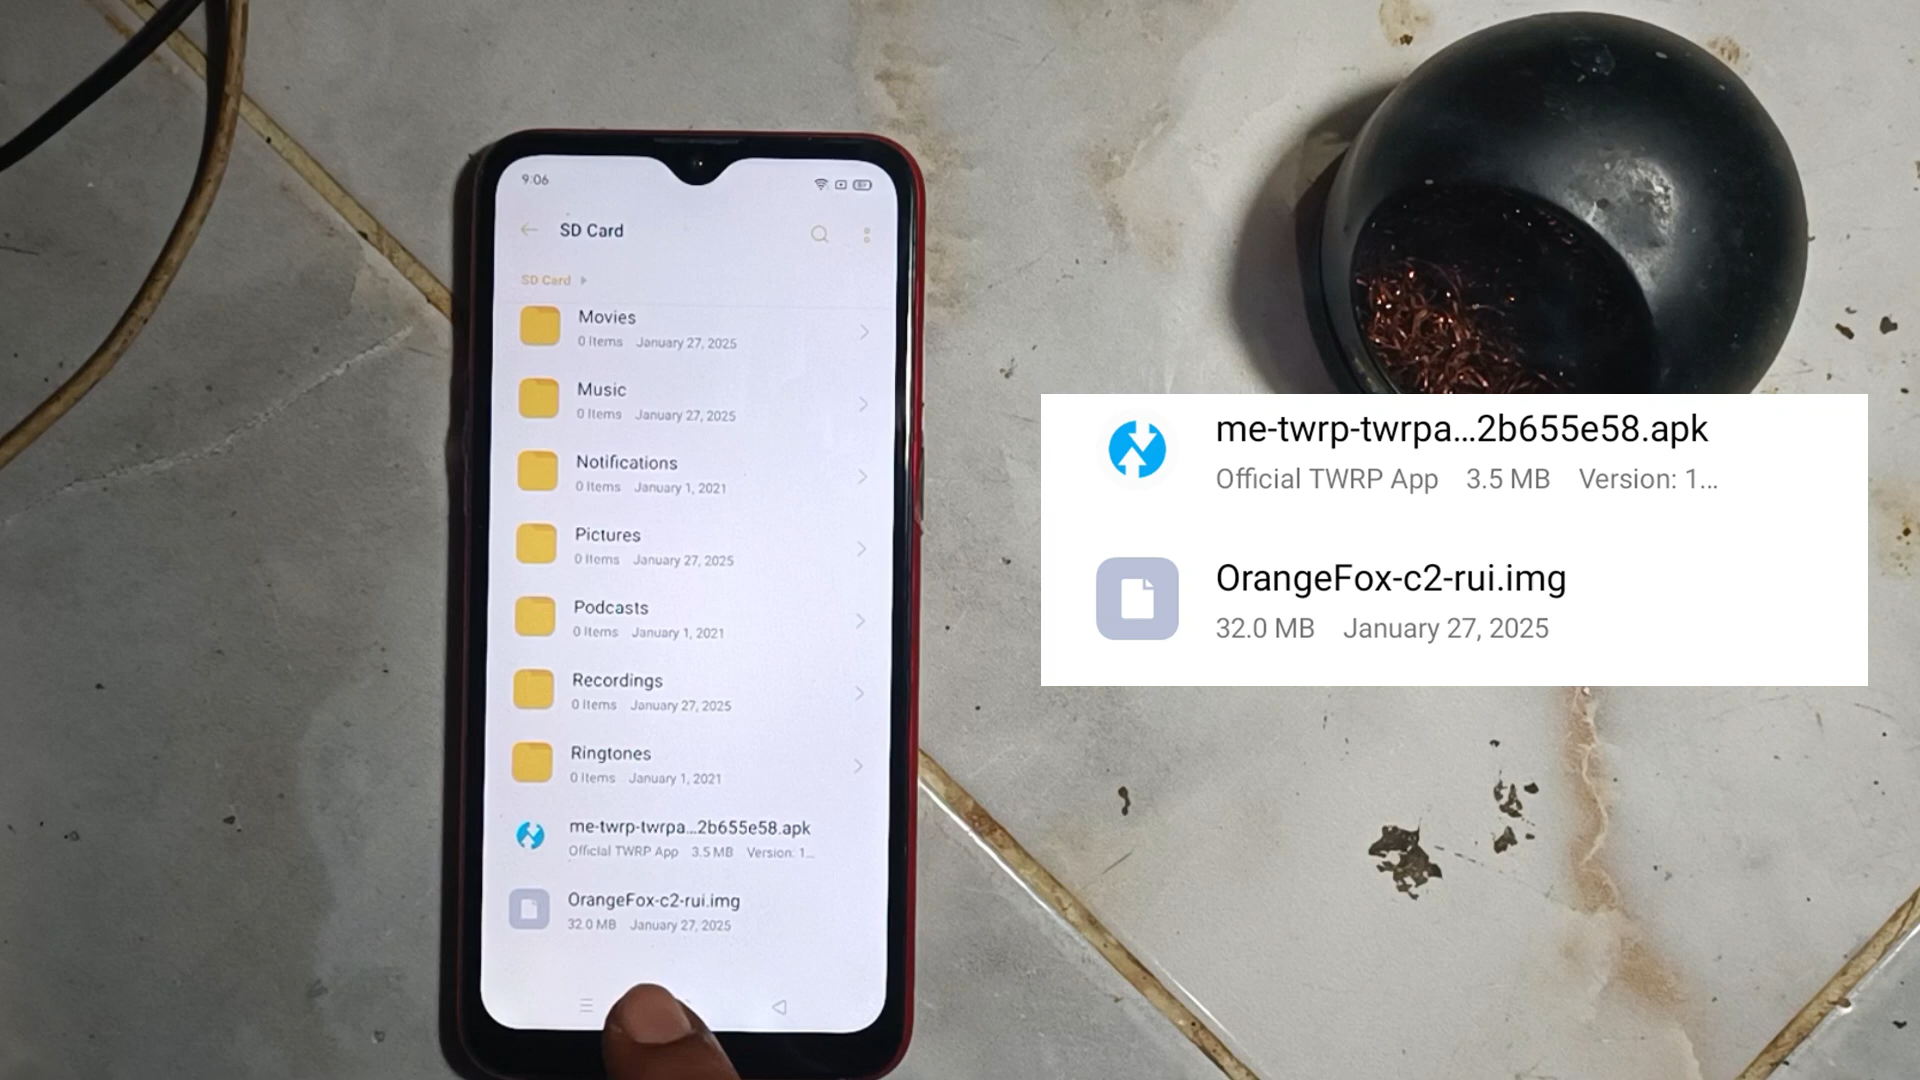 9:06
SD Card
SD Card
Movies
0 Items January 27, 2025
Music
0 Items January 27, 2025
Notifications
0 Items January 1, 2021
Pictures
0 Items January 27, 2025
Podcasts
0 Items January 1, 2021
Recordings
0 Items January 27, 2025
Ringtones
0 Items January 1, 2021
me-twrp-twrpa...2b655e58.apk
Official TWRP App 3.5 MB Version: 1...
OrangeFox-c2-rui.img
32.0 MB January 27, 2025
me-twrp-twrpa...2b655e58.apk
Official TWRP App 3.5 MB Version: 1...
OrangeFox-c2-rui.img
32.0 MB January 27, 2025